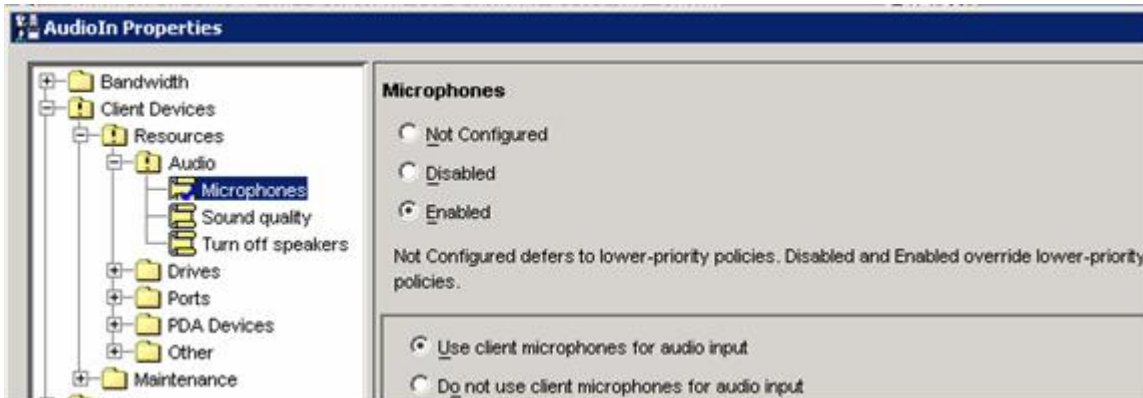 AudioIn Properties
Bandwidth
Client Devices
Resources
Audio
Microphones
Sound quality
Turn off speakers
Drives
Ports
PDA Devices
Other
Maintenance
Microphones
Not Configured
Disabled
Enabled
Not Configured defers to lower-priority policies. Disabled and Enabled override lower-priority
policies.
Use client microphones for audio input
Do not use client microphones for audio input